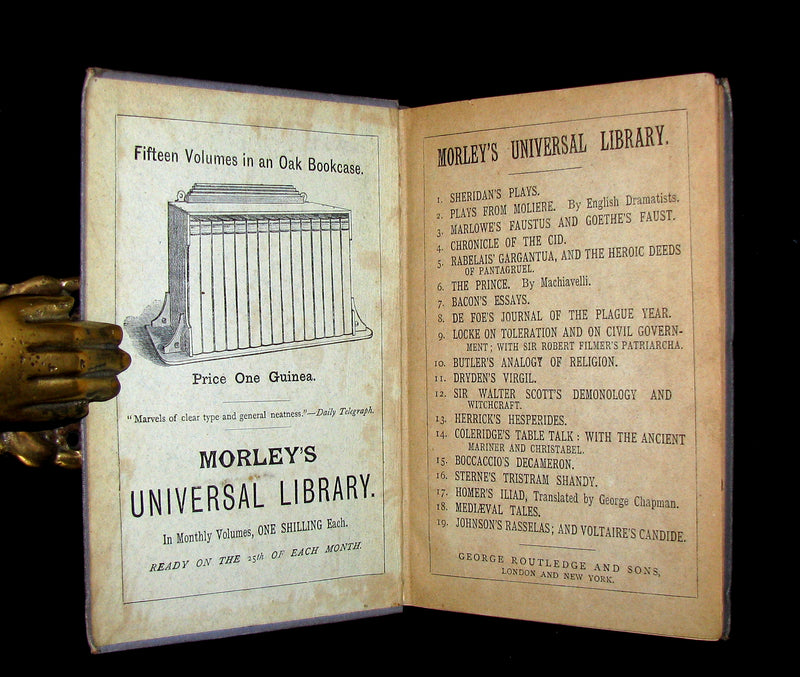 Fifteen Volumes in an Oak Bookcase.
Price One Guinea.
"Marvels of clear type and general neatness."—Daily Telegraph.
MORLEY'S
UNIVERSAL LIBRARY.
In Monthly Volumes, ONE SHILLING Each.
READY ON THE 25th OF EACH MONTH.
MORLEY'S UNIVERSAL LIBRARY.
1. SHERIDAN'S PLAYS.
2. PLAYS FROM MOLIERE. By English Dramatists.
3. MARLOWE'S FAUSTUS AND GOETHE'S FAUST.
4. CHRONICLE OF THE CID.
5. RABELAIS' GARGANTUA, AND THE HEROIC DEEDS
OF PANTAGRUEL.
6. THE PRINCE. By Machiavelli.
7. BACON'S ESSAYS.
8. DE FOE'S JOURNAL OF THE PLAGUE YEAR.
9. LOCKE ON TOLERATION AND ON CIVIL GOVERN-
MENT; WITH SIR ROBERT FILMER'S PATRIARCHA.
10. BUTLER'S ANALOGY OF RELIGION.
11. DRYDEN'S VIRGIL.
12. SIR WALTER SCOTT'S DEMONOLOGY AND
WITCHCRAFT.
13. HERRICK'S HESPERIDES.
14. COLERIDGE'S TABLE TALK: WITH THE ANCIENT
MARINER AND CHRISTABEL.
15. BOCCACCIO'S DECAMERON.
16. STERNE'S TRISTRAM SHANDY.
17. HOMER'S ILIAD, Translated by George Chapman.
18. MEDIÆVAL TALES.
19. JOHNSON'S RASSELAS; AND VOLTAIRE'S CANDIDE.
GEORGE ROUTLEDGE AND SONS,
LONDON AND NEW YORK.